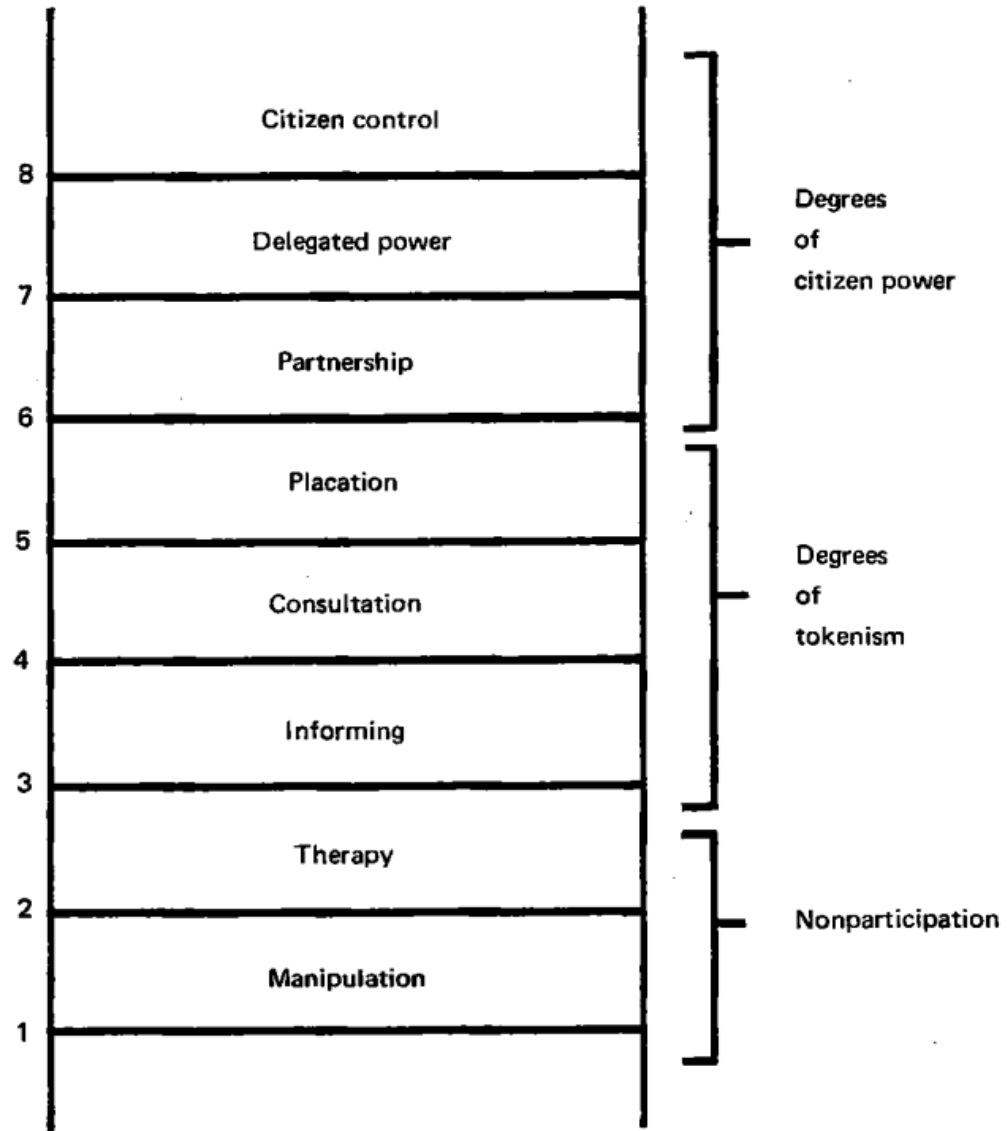 Citizen control
8
Delegated power
7
Partnership
6
Placation
5
Consultation
4
Informing
3
Therapy
2
Manipulation
1
Degrees
of
citizen power
Degrees
of
tokenism
Nonparticipation